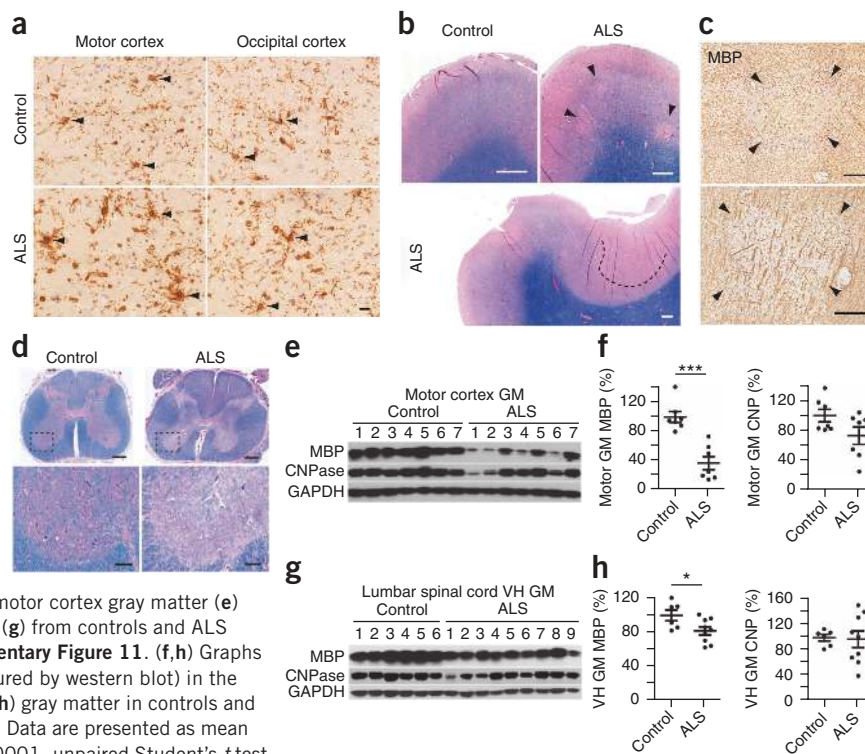 a
Motor cortex
Occipital cortex
Control
ALS
b
Control
ALS
ALS
c
MBP
d
Control
ALS
e
Motor cortex GM
Control
ALS
1 2 3 4 5 6 7 1 2 3 4 5 6 7
MBP
CNPase
GAPDH
f
Motor GM MBP (%)
120
80
40
0
***
Control
ALS
Motor GM CNP (%)
120
80
40
0
Control
ALS
g
Lumbar spinal cord VH GM
Control
ALS
1 2 3 4 5 6 1 2 3 4 5 6 7 8 9
MBP
CNPase
GAPDH
h
VH GM MBP (%)
120
80
40
0
*
Control
ALS
VH GM CNP (%)
160
120
80
40
0
Control
ALS
motor cortex gray matter (e)
(g) from controls and ALS
entary Figure 11. (f,h) Graphs
ured by western blot) in the
h) gray matter in controls and
Data are presented as mean
0001, unpaired Student's t test